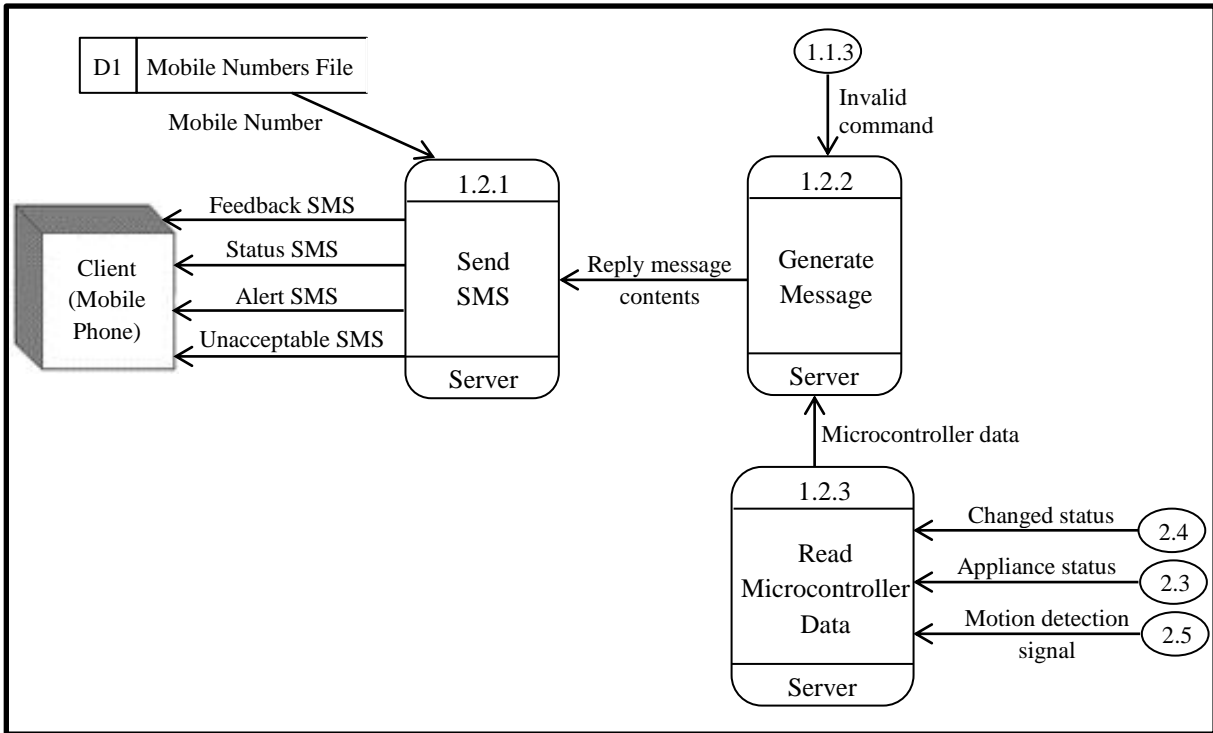 D1 Mobile Numbers File
Mobile Number
1.1.3
Invalid
command
1.2.1
Send
SMS
Server
1.2.2
Generate
Message
Server
Feedback SMS
Status SMS
Alert SMS
Unacceptable SMS
Client
(Mobile
Phone)
Reply message
contents
Microcontroller data
1.2.3
Read
Microcontroller
Data
Server
Changed status
2.4
Appliance status
2.3
Motion detection
signal
2.5